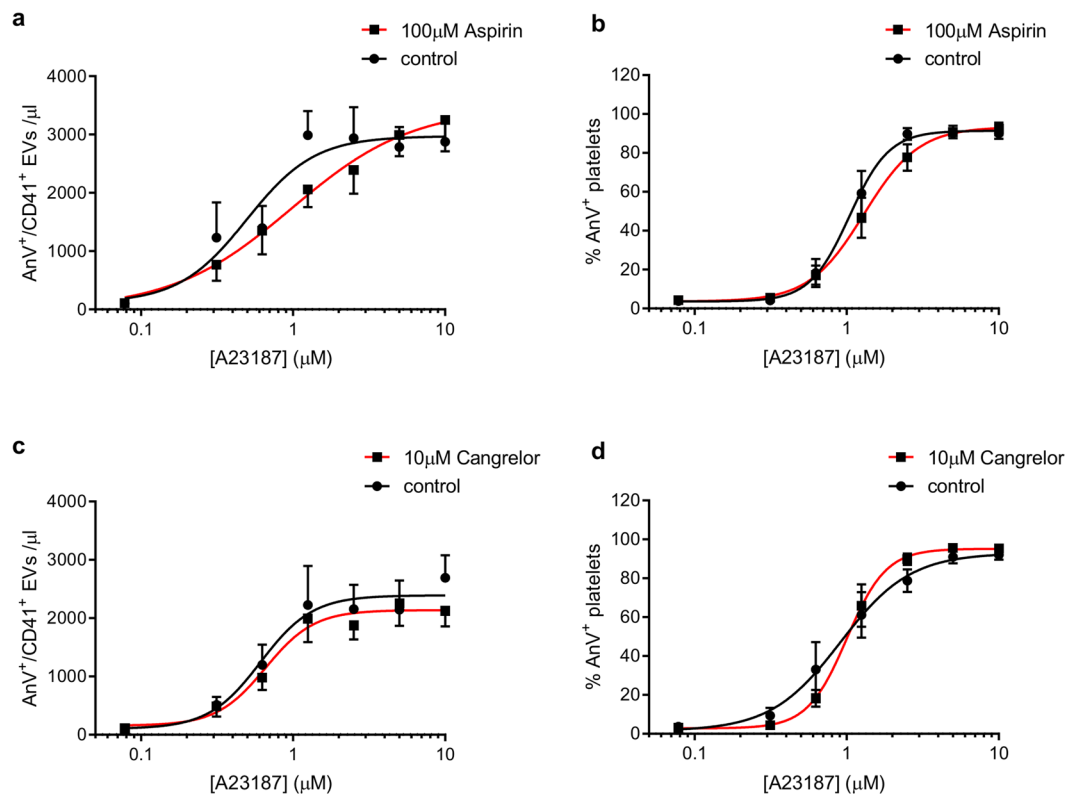 a
100μM Aspirin
control
AnV⁺/CD41⁺ EVs /μl
4000
3000
2000
1000
0
0.1 1 10
[A23187] (μM)
b
100μM Aspirin
control
% AnV⁺ platelets
120
100
80
60
40
20
0
0.1 1 10
[A23187] (μM)
c
10μM Cangrelor
control
AnV⁺/CD41⁺ EVs /μl
4000
3000
2000
1000
0
0.1 1 10
[A23187] (μM)
d
10μM Cangrelor
control
% AnV⁺ platelets
120
100
80
60
40
20
0
0.1 1 10
[A23187] (μM)